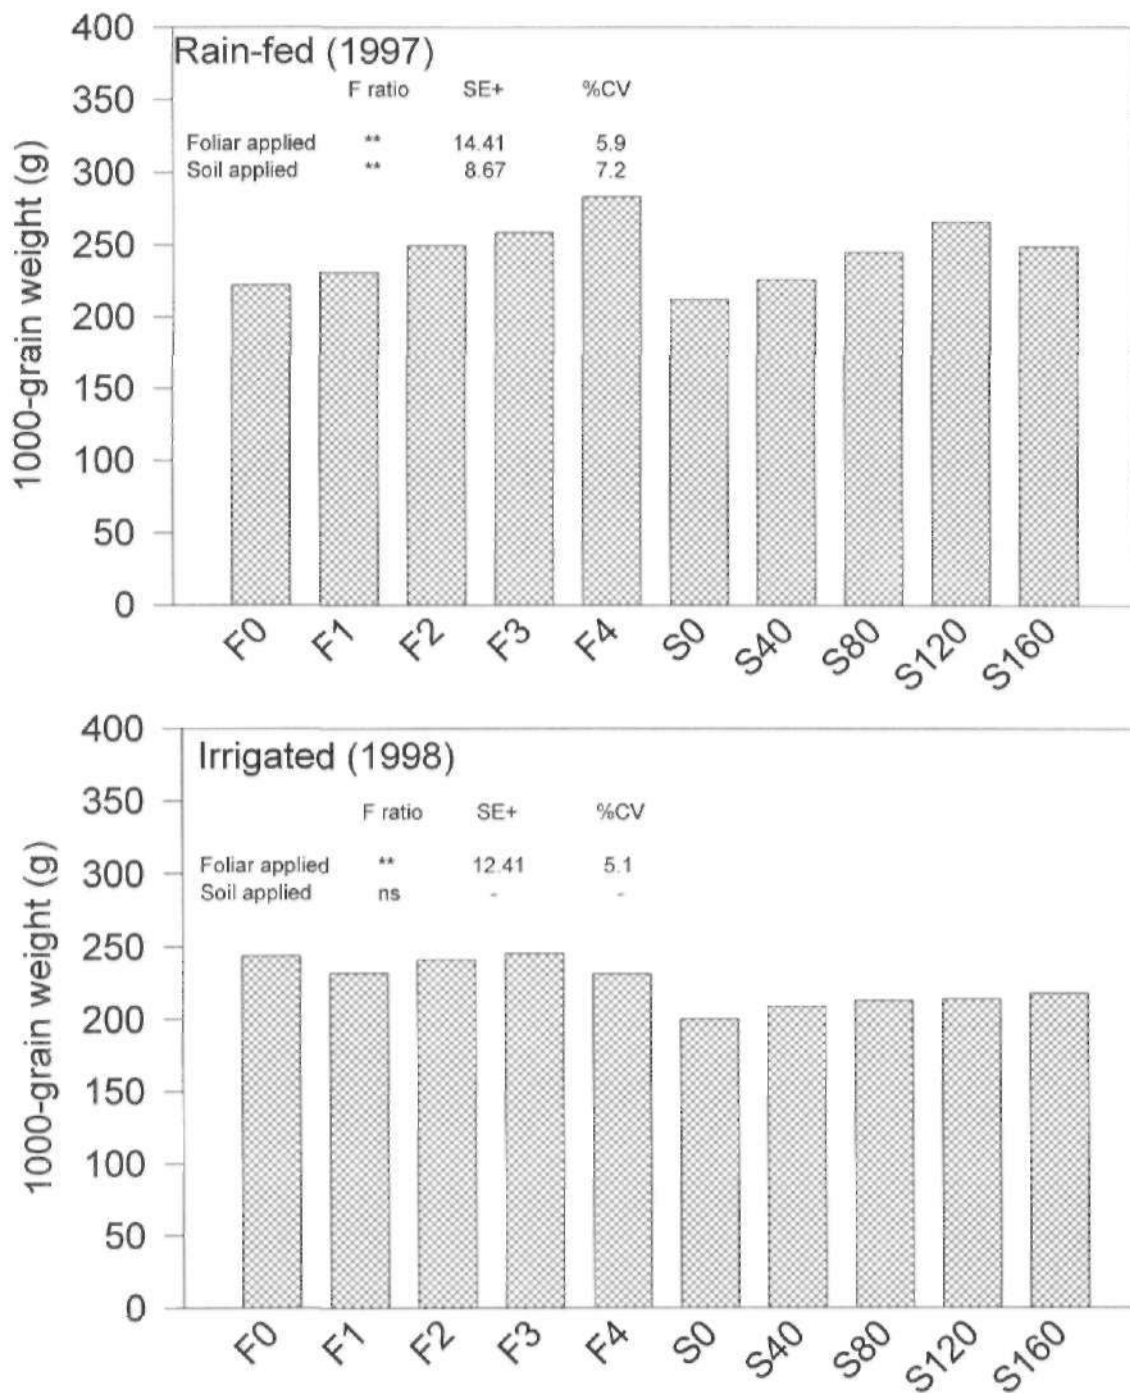 400
Rain-fed (1997)
F ratio SE+ %CV
350
Foliar applied ** 14.41 5.9
Soil applied ** 8.67 7.2
300
250
200
150
100
50
0
1000-grain weight (g)
F0 F1 F2 F3 F4 S0 S40 S80 S120 S160
400
Irrigated (1998)
F ratio SE+ %CV
350
Foliar applied ** 12.41 5.1
Soil applied ns - -
300
250
200
150
100
50
0
1000-grain weight (g)
F0 F1 F2 F3 F4 S0 S40 S80 S120 S160